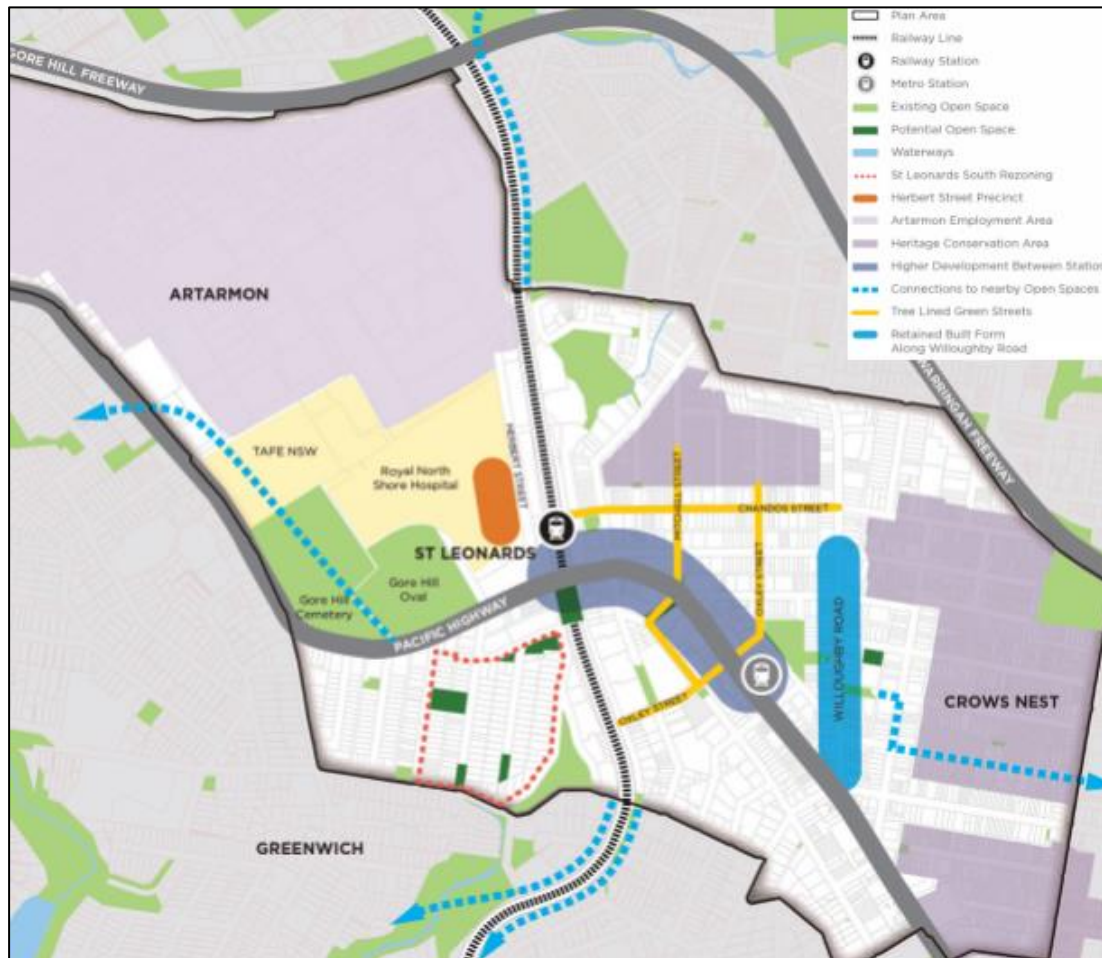 Plan Area
Railway Line
Railway Station
Metro Station
Existing Open Space
Potential Open Space
Waterways
St Leonards South Rezoning
Herbert Street Precinct
Artarmon Employment Area
Heritage Conservation Area
Higher Development Between Station
Connections to nearby Open Spaces
Tree Lined Green Streets
Retained Built Form
Along Willoughby Road
GORE HILL FREEWAY
WARRINGAH FREEWAY
ARTARMON
TAFE NSW
Royal North
Shore Hospital
HERBERT STREET
MITCHELL STREET
CHANDOS STREET
OXLEY STREET
ST LEONARDS
Gore Hill
Oval
Gore Hill
Cemetery
PACIFIC HIGHWAY
WILLOUGHBY ROAD
OXLEY STREET
CROWS NEST
GREENWICH